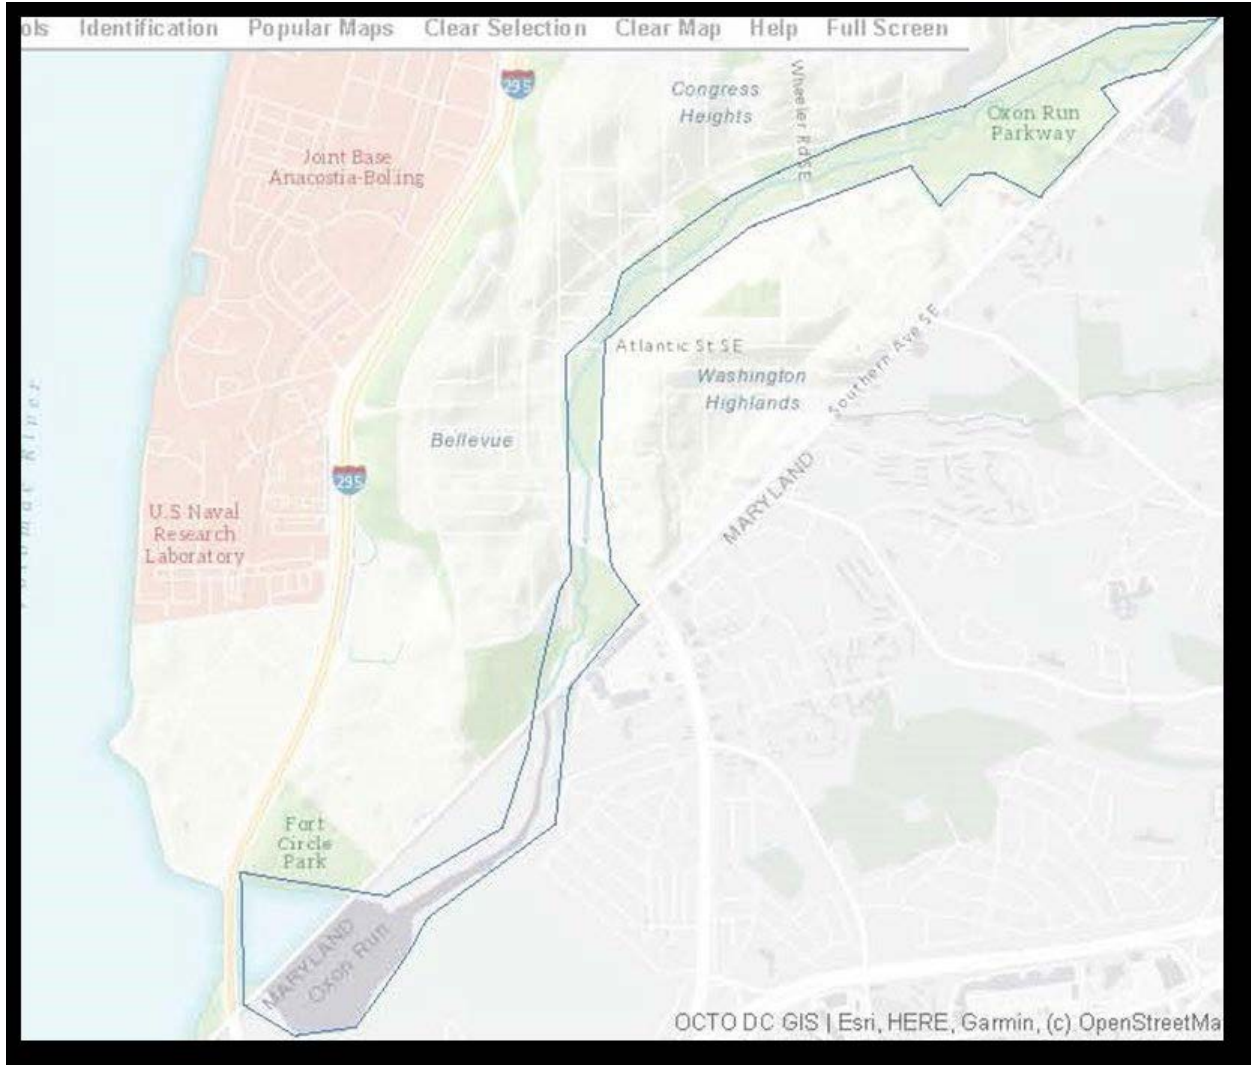 ols Identification Popular Maps Clear Selection Clear Map Help Full Screen
295
Congress
Heights
Wheeler Rd SE
Oxon Run
Parkway
Joint Base
Anacostia-Boling
Atlantic St SE
Washington
Highlands
Southern Ave SE
Bellevue
MARYLAND
295
U.S Naval
Research
Laboratory
Fort
Circle
Park
MARYLAND
Oxon Run
OCTO DC GIS | Esri, HERE, Garmin, (c) OpenStreetMa